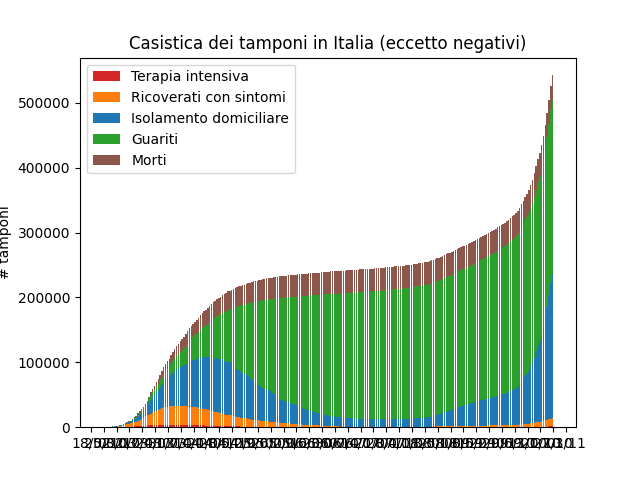 Casistica dei tamponi in Italia (eccetto negativi)
Terapia intensiva
Ricoverati con sintomi
Isolamento domiciliare
Guariti
Morti
500000
400000
300000
200000
100000
0
# tamponi